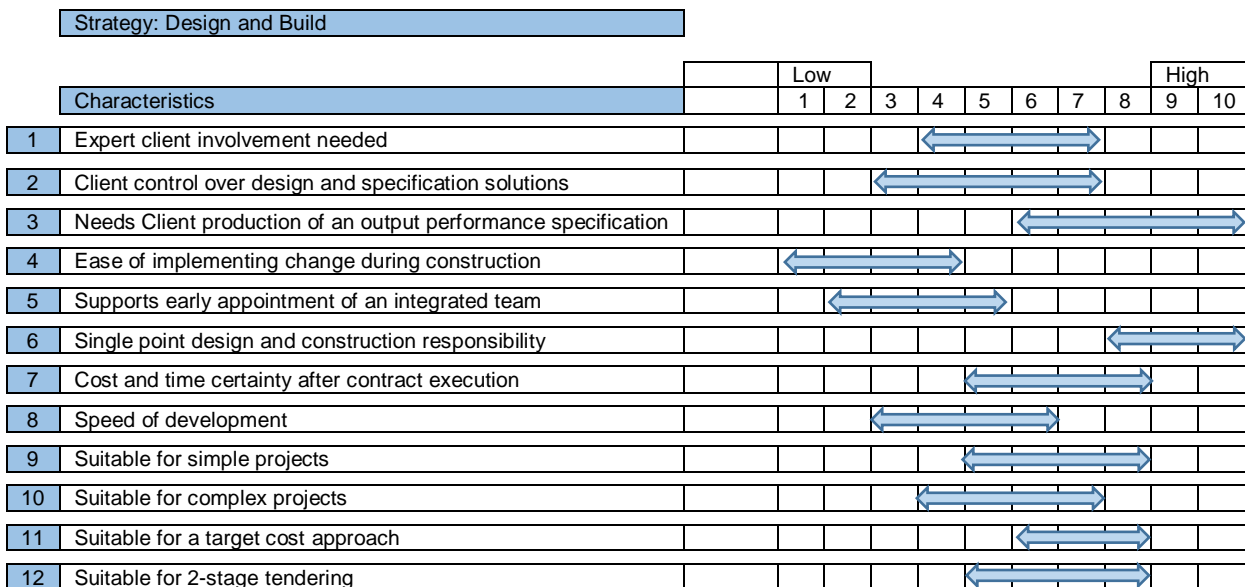 Strategy: Design and Build
Low High
Characteristics 1 2 3 4 5 6 7 8 9 10
1 Expert client involvement needed
2 Client control over design and specification solutions
3 Needs Client production of an output performance specification
4 Ease of implementing change during construction
5 Supports early appointment of an integrated team
6 Single point design and construction responsibility
7 Cost and time certainty after contract execution
8 Speed of development
9 Suitable for simple projects
10 Suitable for complex projects
11 Suitable for a target cost approach
12 Suitable for 2-stage tendering